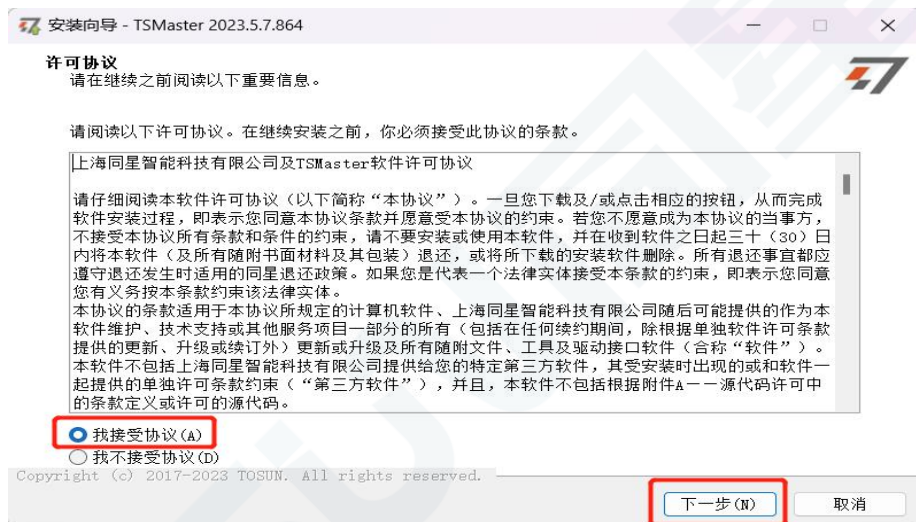 安装向导 - TSMaster 2023.5.7.864
许可协议
请在继续之前阅读以下重要信息。
请阅读以下许可协议。在继续安装之前，你必须接受此协议的条款。
上海同星智能科技有限公司及TSMaster软件许可协议
请仔细阅读本软件许可协议（以下简称“本协议”）。一旦您下载及/或点击相应的按钮，从而完成
软件安装过程，即表示您同意本协议条款并愿意受本协议的约束。若您不愿意成为本协议的当事方，
不接受本协议所有条款和条件的约束，请不要安装或使用本软件，并在收到软件之日起三十（30）日
内将本软件（及所有随附书面材料及其包装）退还，或将所下载的安装软件删除。所有退还事宜都应
遵守退还发生时适用的同星退还政策。如果您是代表一个法律实体接受本条款的约束，即表示您同意
您有义务按本条款约束该法律实体。
本协议的条款适用于本协议所规定的计算机软件、上海同星智能科技有限公司随后可能提供的作为本
软件维护、技术支持或其他服务项目一部分的所有（包括在任何续约期间，除根据单独软件许可条款
提供的更新、升级或续订外）更新或升级及所有随附文件、工具及驱动接口软件（合称“软件”）。
本软件不包括上海同星智能科技有限公司提供给您的特定第三方软件，其受安装时出现的或和软件一
起提供的单独许可条款约束（“第三方软件”），并且，本软件不包括根据附件A——源代码许可中
的条款定义或许可的源代码。
我接受协议(A)
我不接受协议(D)
Copyright (c) 2017-2023 TOSUN. All rights reserved.
下一步(N)
取消